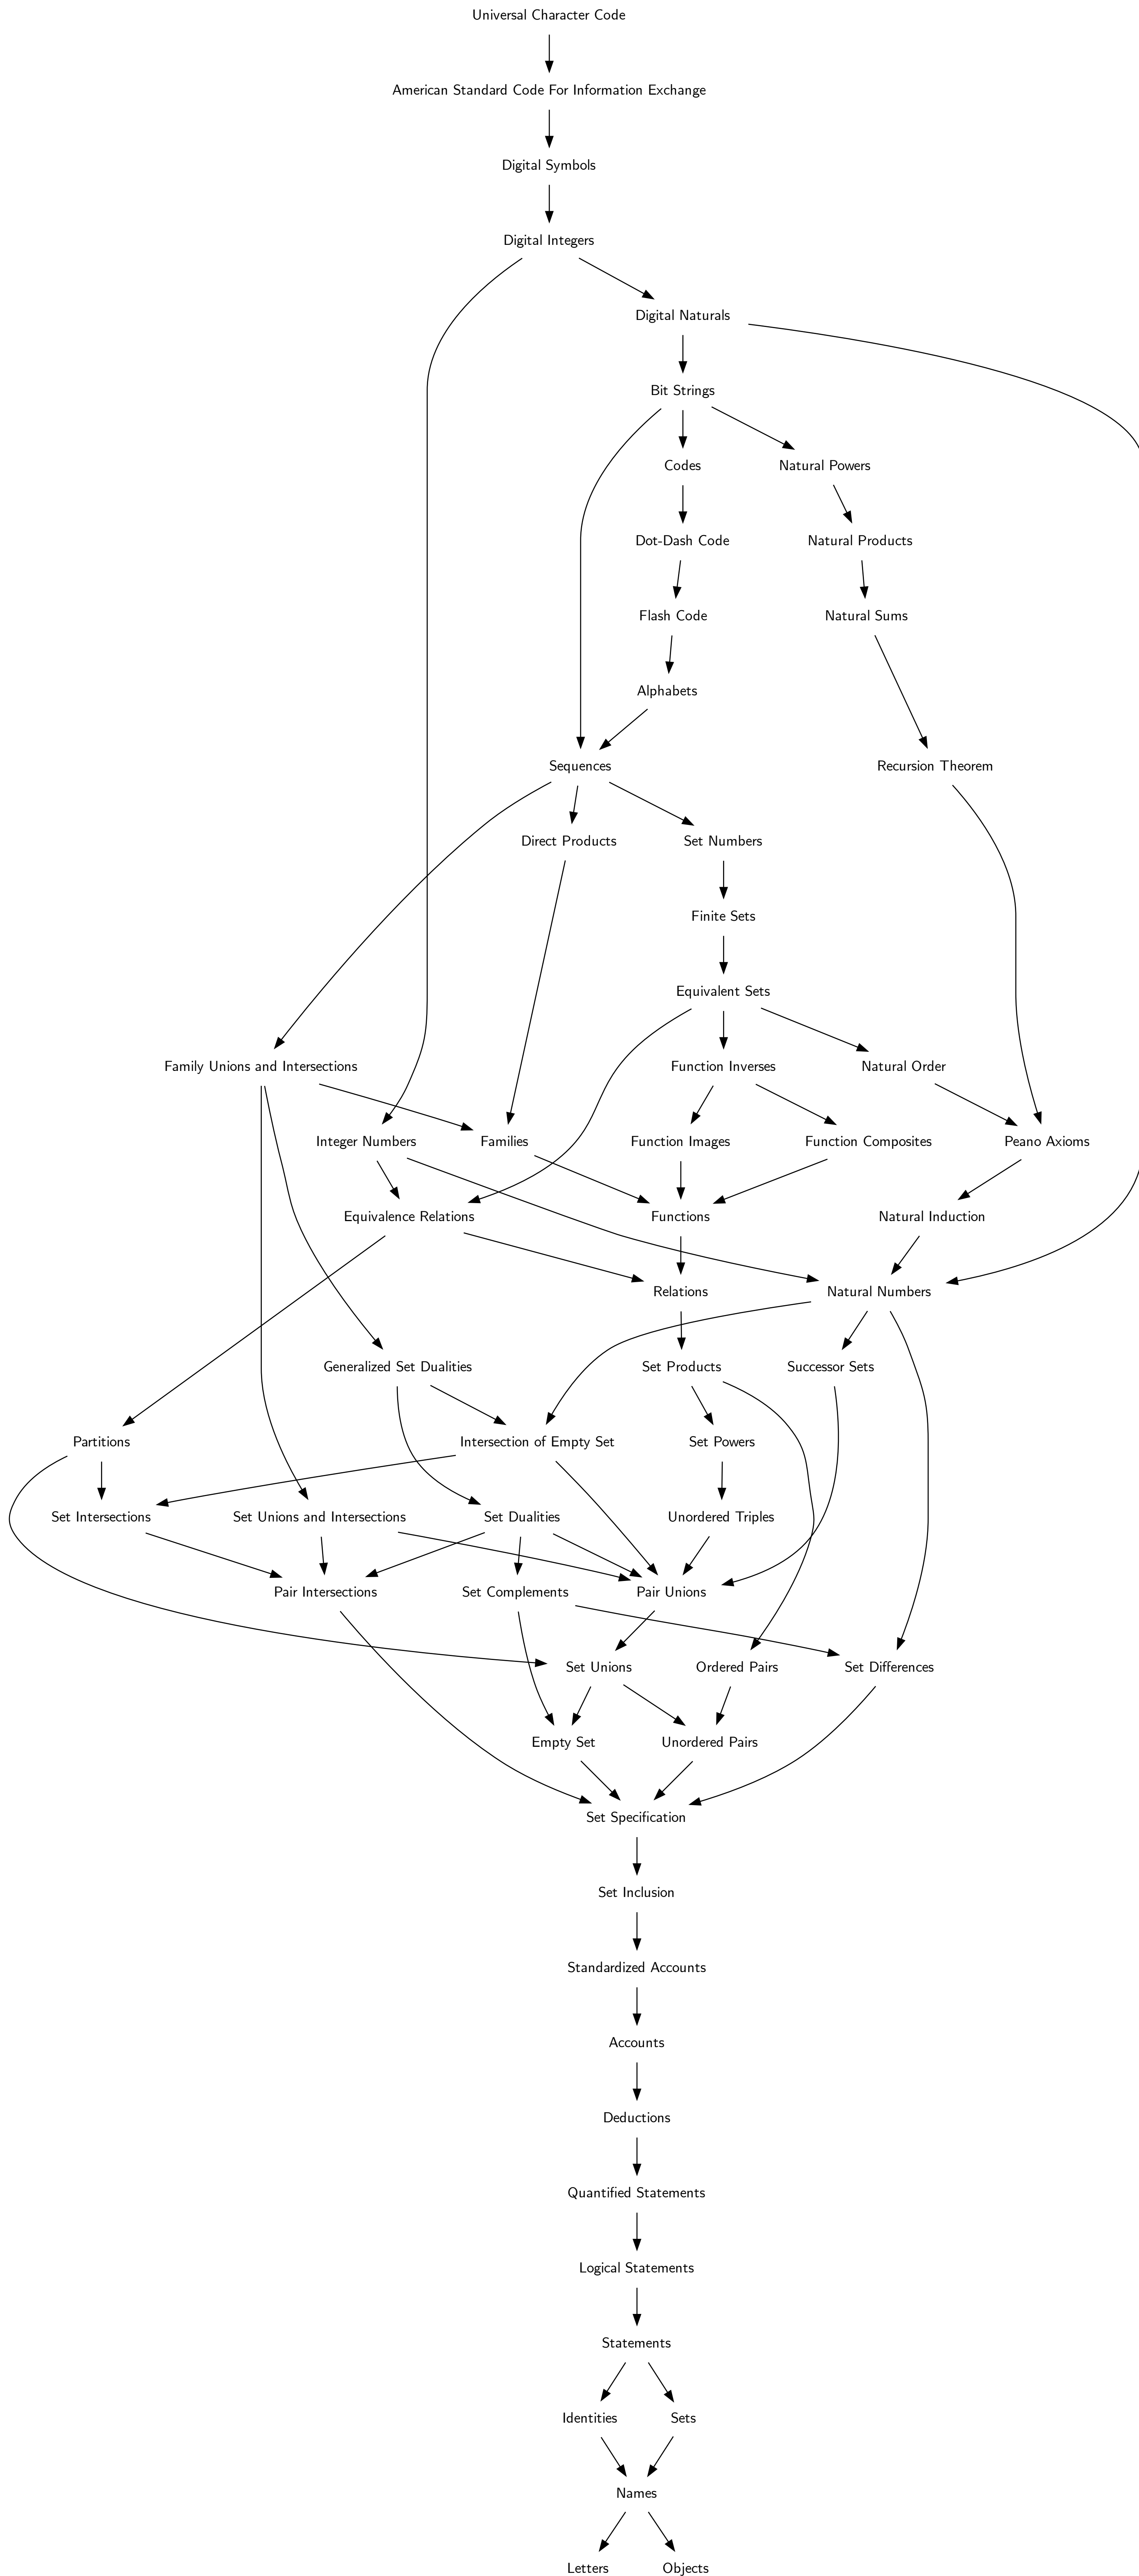 Universal Character Code
American Standard Code For Information Exchange
Digital Symbols
Digital Integers
Digital Naturals
Bit Strings
Codes
Natural Powers
Dot-Dash Code
Natural Products
Flash Code
Natural Sums
Alphabets
Sequences
Recursion Theorem
Direct Products
Set Numbers
Finite Sets
Equivalent Sets
Family Unions and Intersections
Function Inverses
Natural Order
Integer Numbers
Families
Function Images
Function Composites
Peano Axioms
Equivalence Relations
Functions
Natural Induction
Relations
Natural Numbers
Generalized Set Dualities
Set Products
Successor Sets
Partitions
Intersection of Empty Set
Set Powers
Set Intersections
Set Unions and Intersections
Set Dualities
Unordered Triples
Pair Intersections
Set Complements
Pair Unions
Set Unions
Ordered Pairs
Set Differences
Empty Set
Unordered Pairs
Set Specification
Set Inclusion
Standardized Accounts
Accounts
Deductions
Quantified Statements
Logical Statements
Statements
Identities
Sets
Names
Letters
Objects